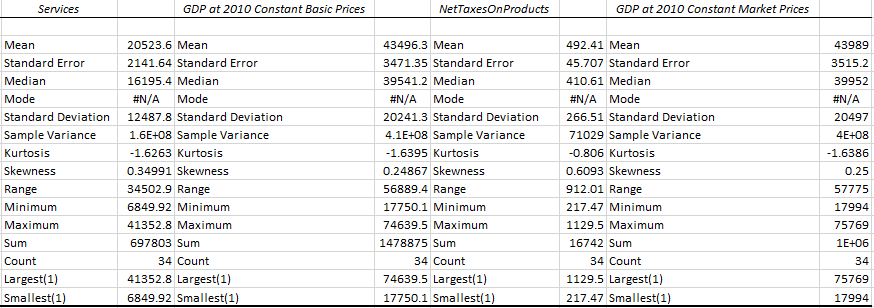 Services GDP at 2010 Constant Basic Prices NetTaxesOnProducts GDP at 2010 Constant Market Prices
Mean 20523.6 Mean 43496.3 Mean 492.41 Mean 43989
Standard Error 2141.64 Standard Error 3471.35 Standard Error 45.707 Standard Error 3515.2
Median 16195.4 Median 39541.2 Median 410.61 Median 39952
Mode #N/A Mode #N/A Mode #N/A Mode #N/A
Standard Deviation 12487.8 Standard Deviation 20241.3 Standard Deviation 266.51 Standard Deviation 20497
Sample Variance 1.6E+08 Sample Variance 4.1E+08 Sample Variance 71029 Sample Variance 4E+08
Kurtosis -1.6263 Kurtosis -1.6395 Kurtosis -0.806 Kurtosis -1.6386
Skewness 0.34991 Skewness 0.24867 Skewness 0.6093 Skewness 0.25
Range 34502.9 Range 56889.4 Range 912.01 Range 57775
Minimum 6849.92 Minimum 17750.1 Minimum 217.47 Minimum 17994
Maximum 41352.8 Maximum 74639.5 Maximum 1129.5 Maximum 75769
Sum 697803 Sum 1478875 Sum 16742 Sum 1E+06
Count 34 Count 34 Count 34 Count 34
Largest(1) 41352.8 Largest(1) 74639.5 Largest(1) 1129.5 Largest(1) 75769
Smallest(1) 6849.92 Smallest(1) 17750.1 Smallest(1) 217.47 Smallest(1) 17994